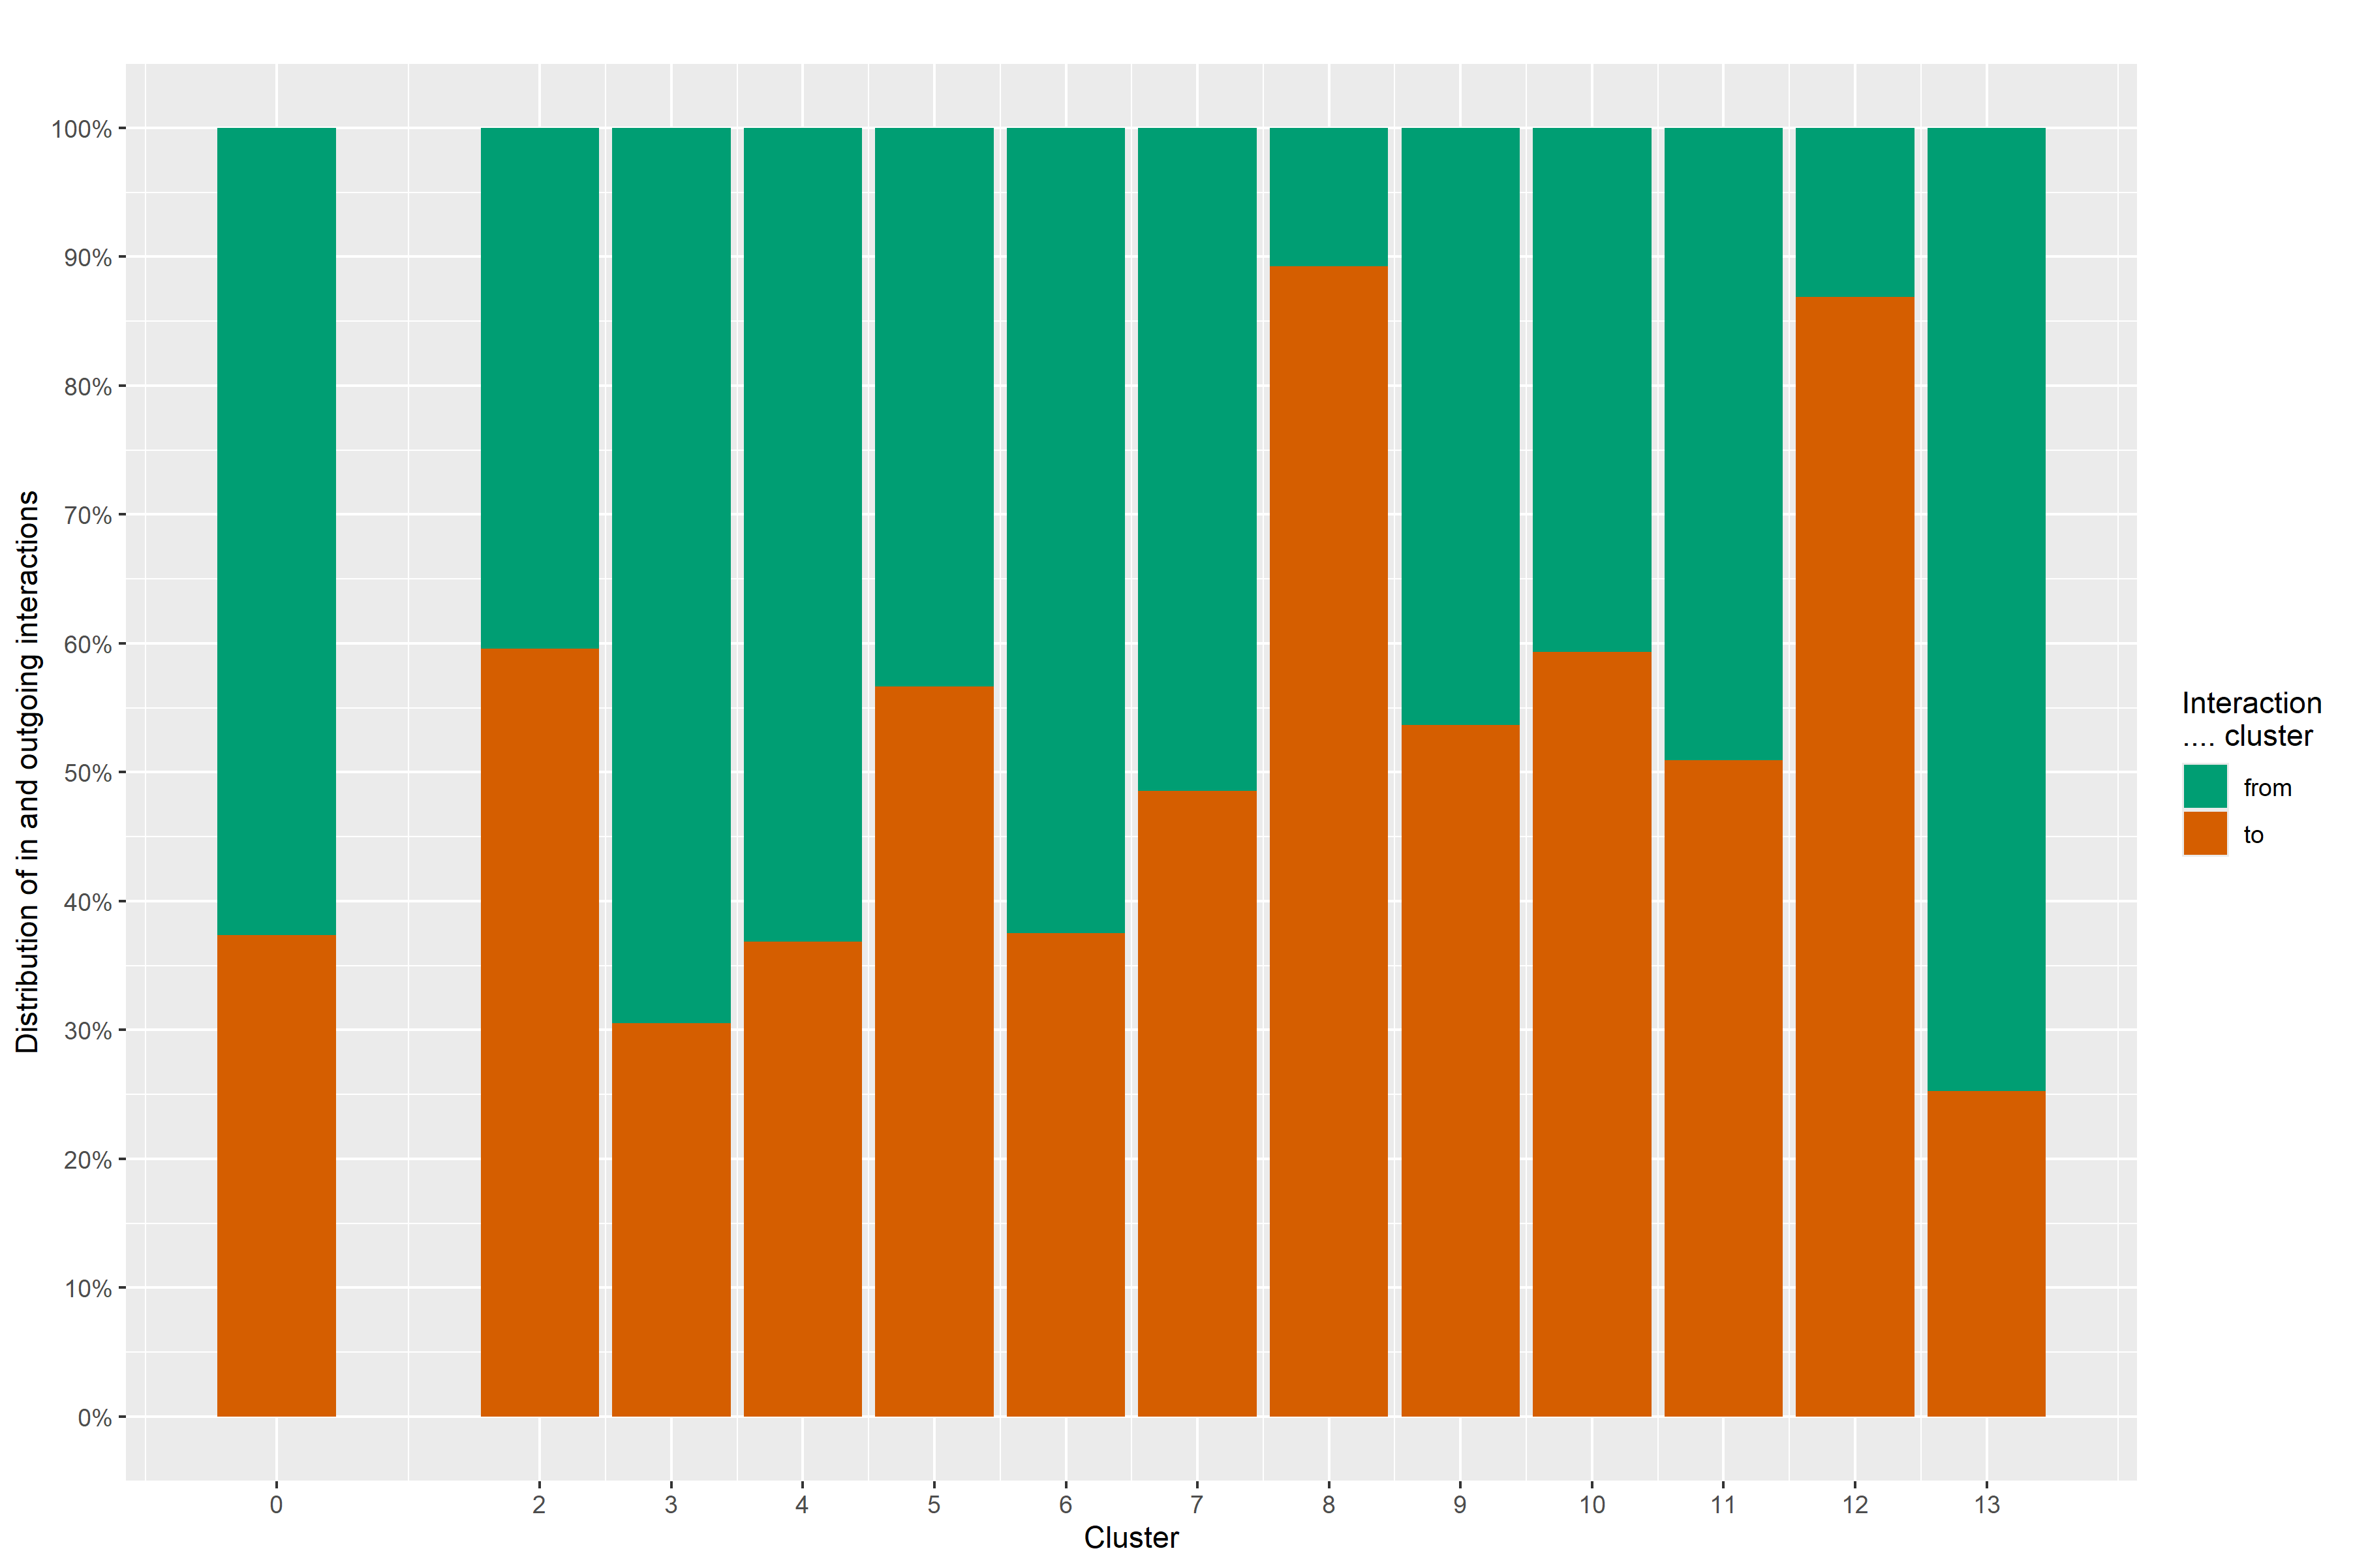 100%
90%
80%
70%
60%
50%
40%
30%
20%
10%
0%
Distribution of in and outgoing interactions
0 2 3 4 5 6 7 8 9 10 11 12 13
Cluster
Interaction
.... cluster
from
to